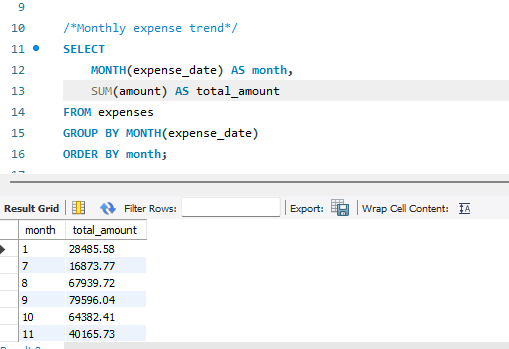 9
10 /*Monthly expense trend*/
11 SELECT
12 MONTH(expense_date) AS month,
13 SUM(amount) AS total_amount
14 FROM expenses
15 GROUP BY MONTH(expense_date)
16 ORDER BY month;
Result Grid Filter Rows: Export: Wrap Cell Content: IA
month total_amount
1 28485.58
7 16873.77
8 67939.72
9 79596.04
10 64382.41
11 40165.73